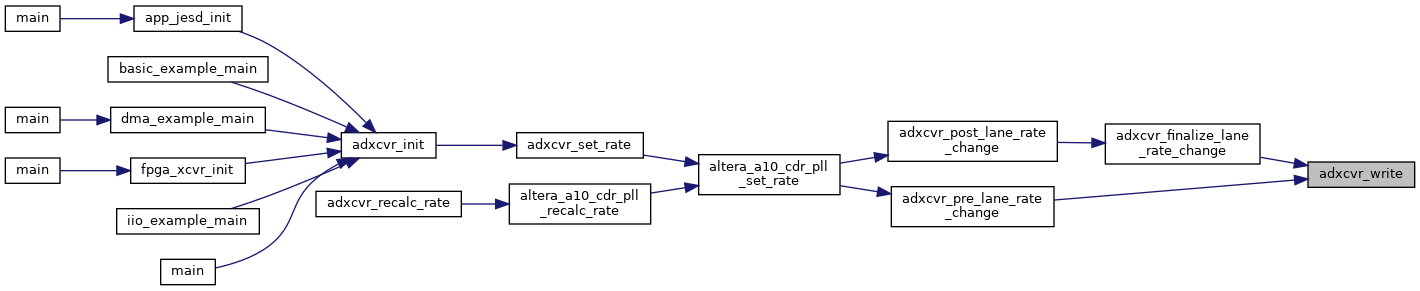 main
app_jesd_init
basic_example_main
main
dma_example_main
main
fpga_xcvr_init
iio_example_main
main
adxcvr_init
adxcvr_recalc_rate
adxcvr_set_rate
altera_a10_cdr_pll
_recalc_rate
altera_a10_cdr_pll
_set_rate
adxcvr_post_lane_rate
_change
adxcvr_pre_lane_rate
_change
adxcvr_finalize_lane
_rate_change
adxcvr_write